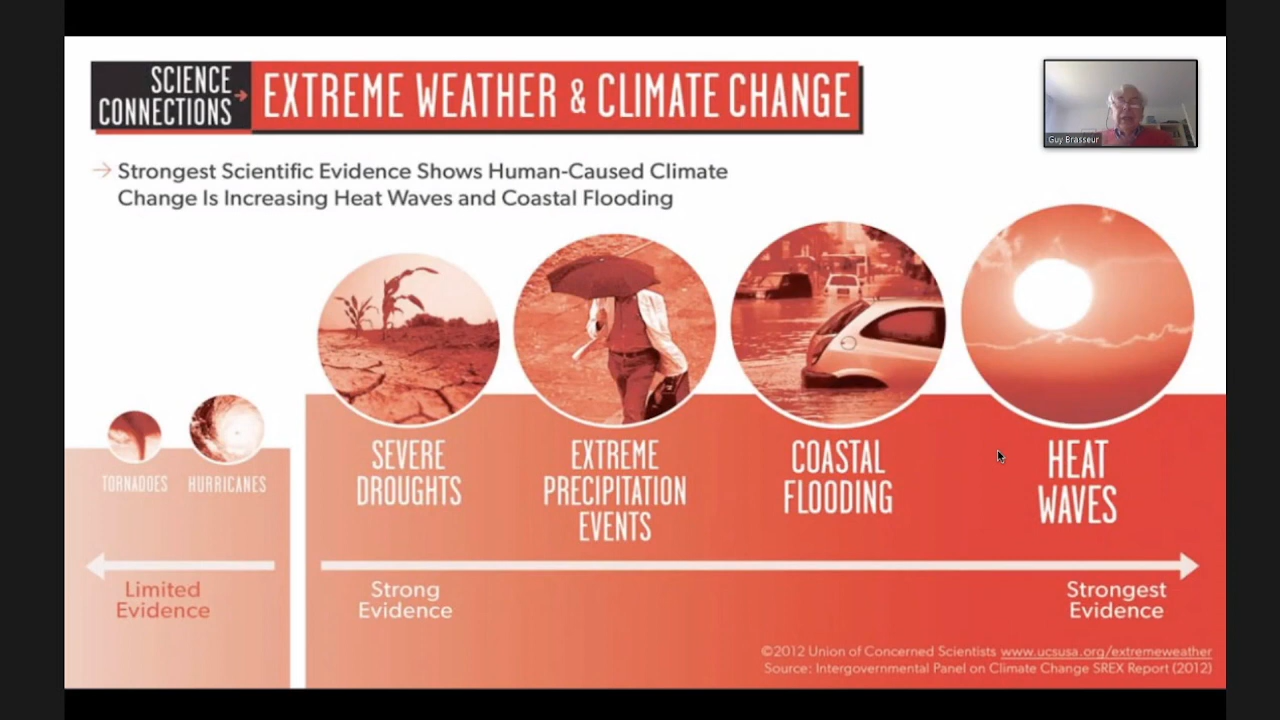 SCIENCE
CONNECTIONS
EXTREME WEATHER & CLIMATE CHANGE
Guy Brasseur
→ Strongest Scientific Evidence Shows Human-Caused Climate
Change Is Increasing Heat Waves and Coastal Flooding
TORNADOES
HURRICANES
SEVERE
DROUGHTS
EXTREME
PRECIPITATION
EVENTS
COASTAL
FLOODING
HEAT
WAVES
Limited
Evidence
Strong
Evidence
Strongest
Evidence
©2012 Union of Concerned Scientists www.ucsusa.org/extremeweather
Source: Intergovernmental Panel on Climate Change SREX Report (2012)